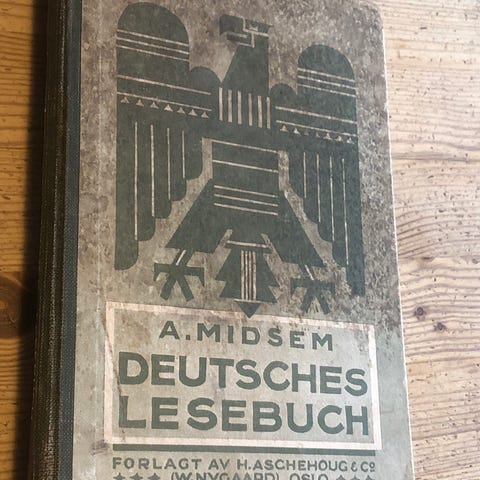 A. MIDSEM
DEUTSCHES
LESEBUCH
FORLAGT AV H. ASCHEHOUG & Cº
(W. NYGAARD) OSLO